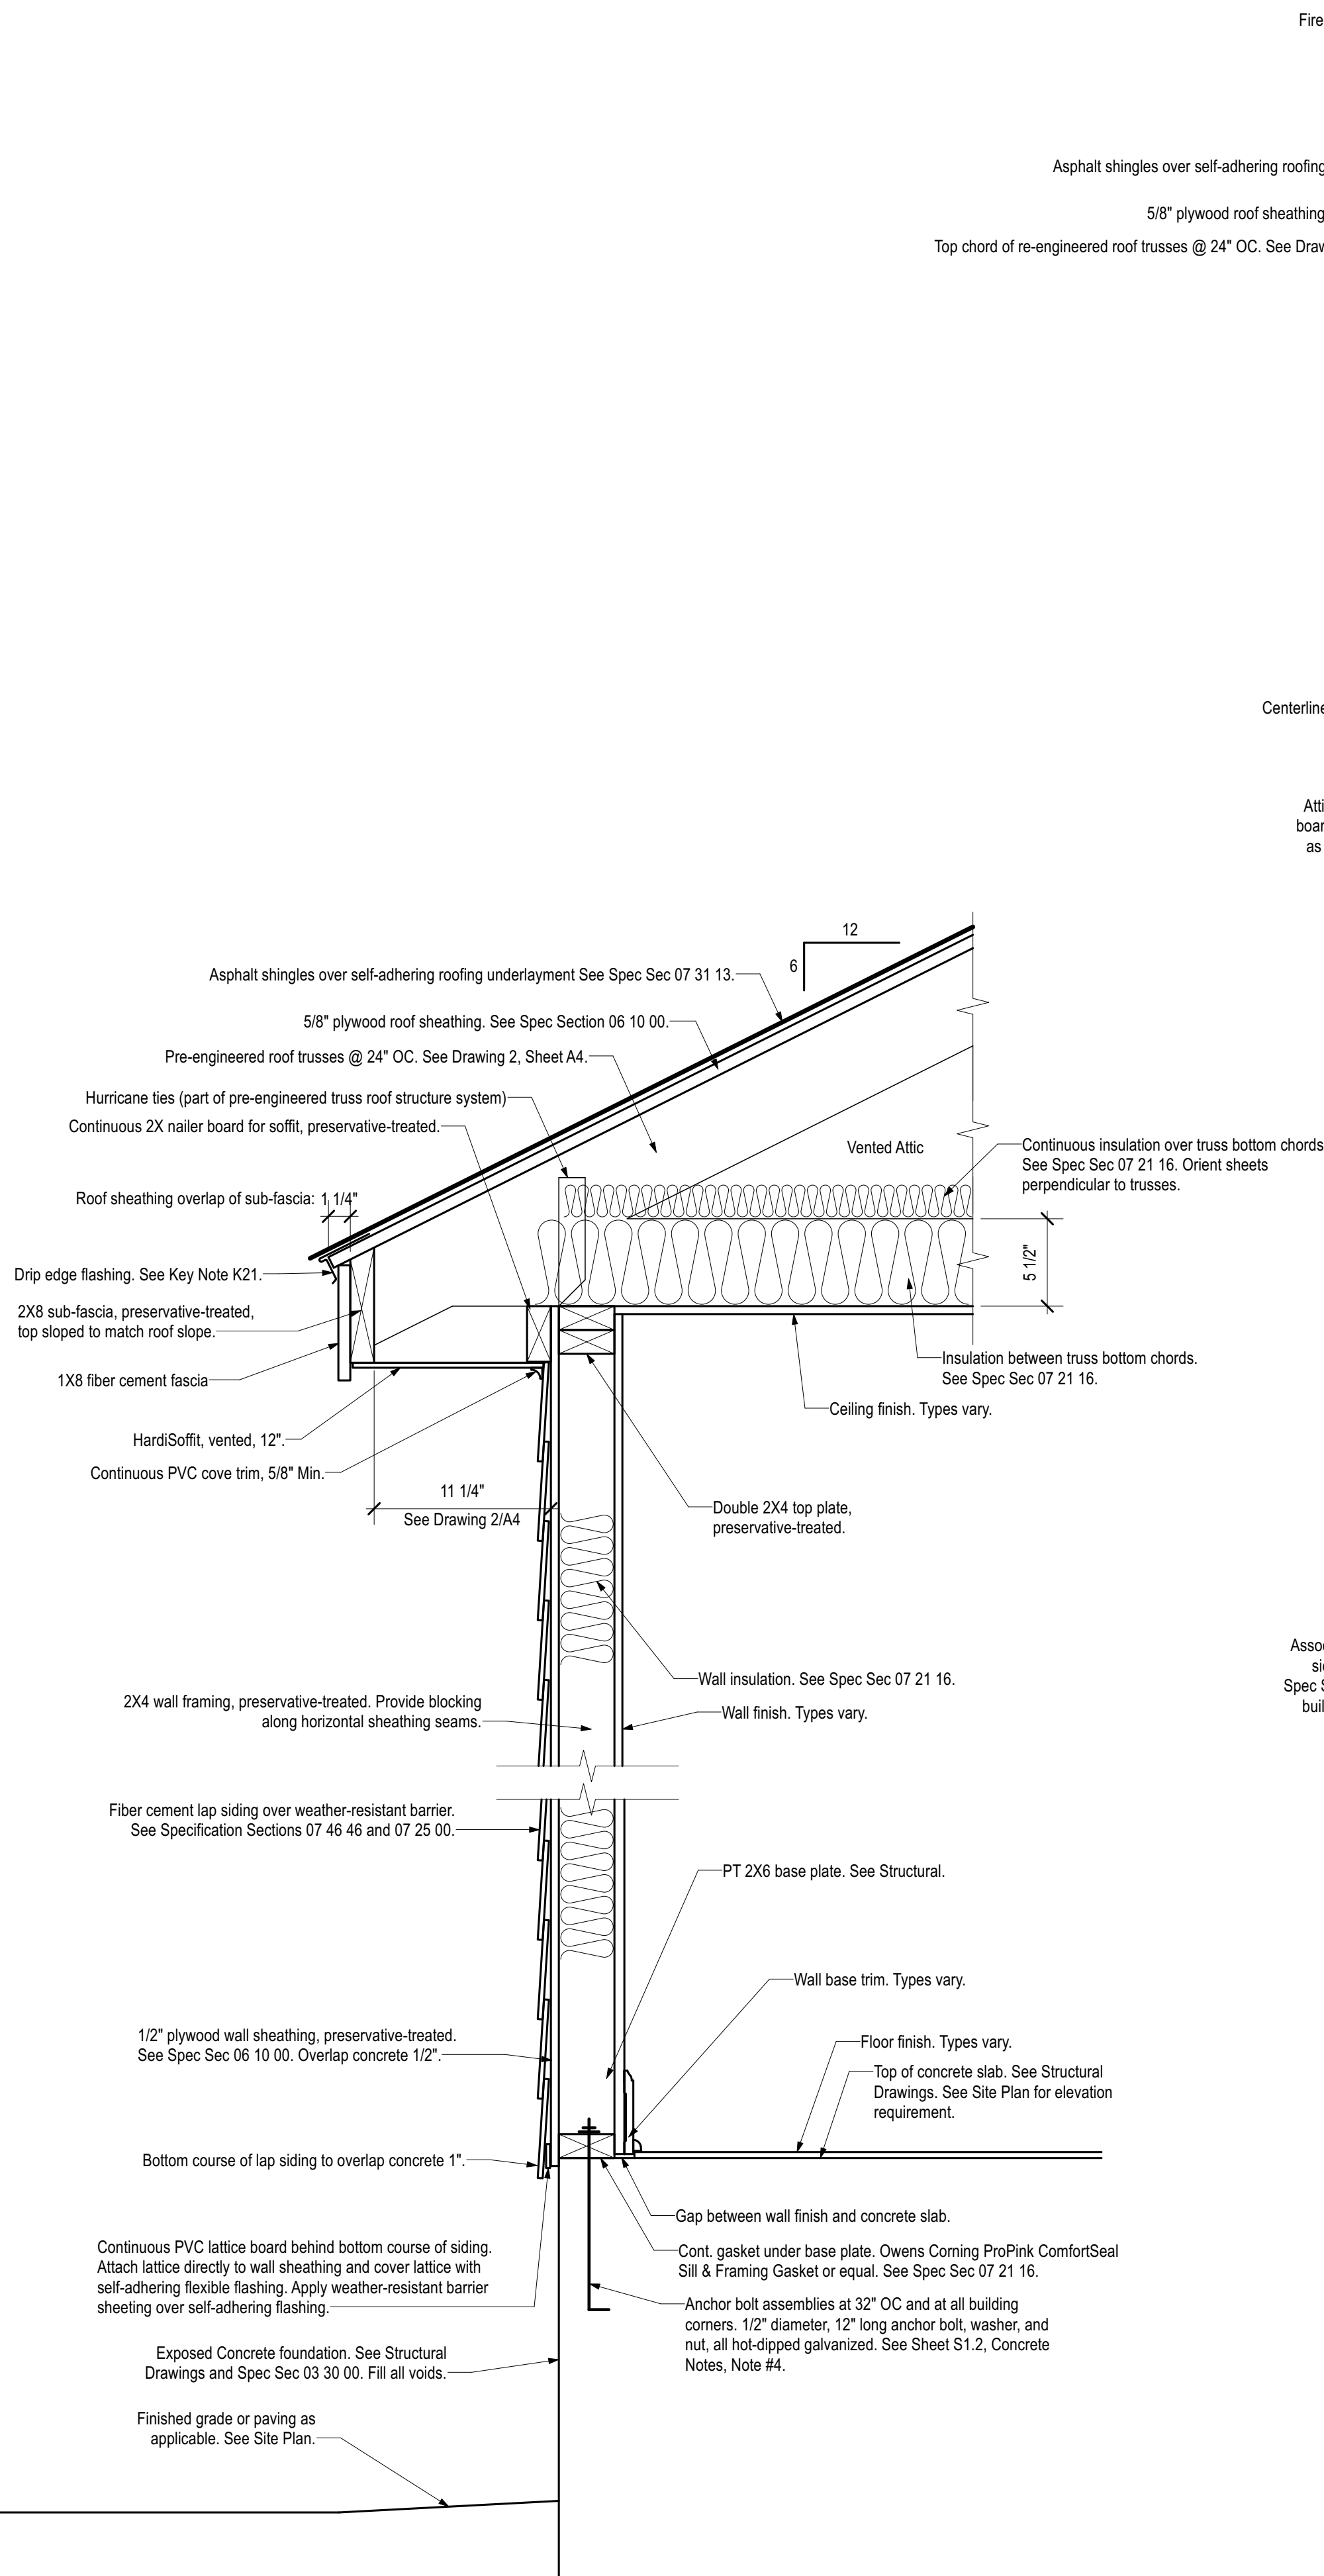 Fire
Asphalt shingles over self-adhering roofing
5/8" plywood roof sheathing
Top chord of re-engineered roof trusses @ 24" OC. See Draw
Centerline
Atti
boar
as
12
6
Asphalt shingles over self-adhering roofing underlayment See Spec Sec 07 31 13.
5/8" plywood roof sheathing. See Spec Section 06 10 00.
Pre-engineered roof trusses @ 24" OC. See Drawing 2, Sheet A4.
Hurricane ties (part of pre-engineered truss roof structure system)
Continuous 2X nailer board for soffit, preservative-treated.
Vented Attic
Continuous insulation over truss bottom chords
See Spec Sec 07 21 16. Orient sheets
perpendicular to trusses.
Roof sheathing overlap of sub-fascia: 1 1/4"
5 1/2"
Drip edge flashing. See Key Note K21.
2X8 sub-fascia, preservative-treated,
top sloped to match roof slope.
1X8 fiber cement fascia
Insulation between truss bottom chords.
See Spec Sec 07 21 16.
Ceiling finish. Types vary.
HardiSoffit, vented, 12".
Continuous PVC cove trim, 5/8" Min.
11 1/4"
See Drawing 2/A4
Double 2X4 top plate,
preservative-treated.
Wall insulation. See Spec Sec 07 21 16.
2X4 wall framing, preservative-treated. Provide blocking
along horizontal sheathing seams.
Wall finish. Types vary.
Asso
si
Spec S
buil
Fiber cement lap siding over weather-resistant barrier.
See Specification Sections 07 46 46 and 07 25 00.
PT 2X6 base plate. See Structural.
Wall base trim. Types vary.
1/2" plywood wall sheathing, preservative-treated.
See Spec Sec 06 10 00. Overlap concrete 1/2".
Floor finish. Types vary.
Top of concrete slab. See Structural
Drawings. See Site Plan for elevation
requirement.
Bottom course of lap siding to overlap concrete 1".
Gap between wall finish and concrete slab.
Cont. gasket under base plate. Owens Corning ProPink ComfortSeal
Sill & Framing Gasket or equal. See Spec Sec 07 21 16.
Continuous PVC lattice board behind bottom course of siding.
Attach lattice directly to wall sheathing and cover lattice with
self-adhering flexible flashing. Apply weather-resistant barrier
sheeting over self-adhering flashing.
Anchor bolt assemblies at 32" OC and at all building
corners. 1/2" diameter, 12" long anchor bolt, washer, and
nut, all hot-dipped galvanized. See Sheet S1.2, Concrete
Notes, Note #4.
Exposed Concrete foundation. See Structural
Drawings and Spec Sec 03 30 00. Fill all voids.
Finished grade or paving as
applicable. See Site Plan.